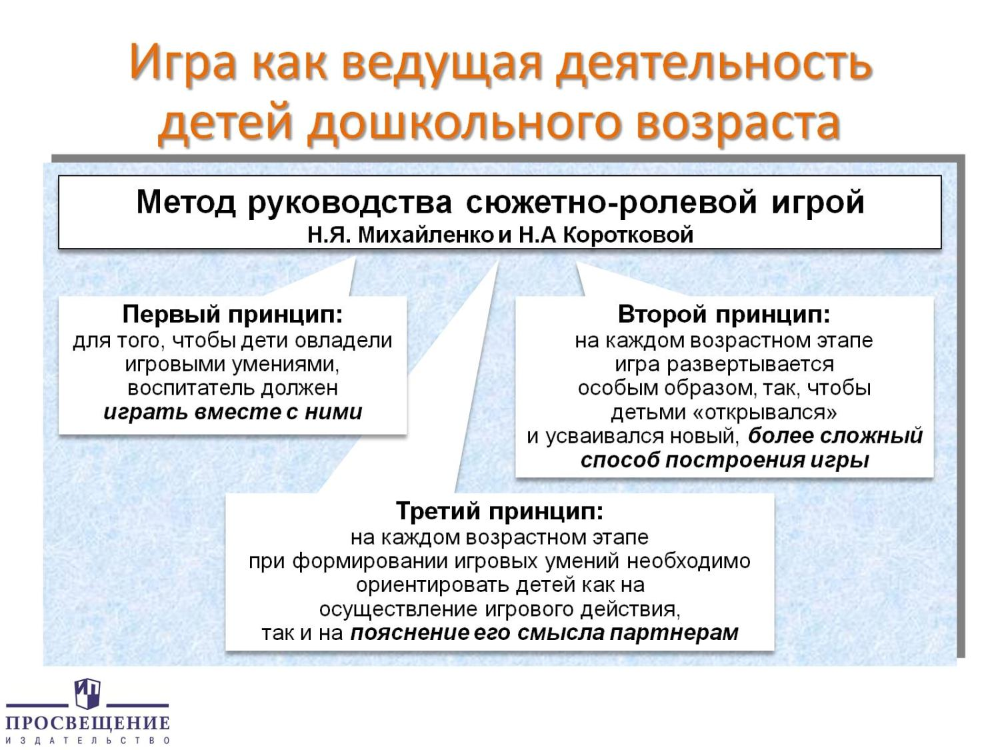 Игра как ведущая деятельность
детей дошкольного возраста
Метод руководства сюжетно-ролевой игрой
Н.Я. Михайленко и Н.А Коротковой
Первый принцип:
для того, чтобы дети овладели
игровыми умениями,
воспитатель должен
играть вместе с ними
Второй принцип:
на каждом возрастном этапе
игра развертывается
особым образом, так, чтобы
детьми «открывался»
и усваивался новый, более сложный
способ построения игры
Третий принцип:
на каждом возрастном этапе
при формировании игровых умений необходимо
ориентировать детей как на
осуществление игрового действия,
так и на пояснение его смысла партнерам
ИП
ПРОСВЕЩЕНИЕ
ИЗДАТЕЛЬСТВО